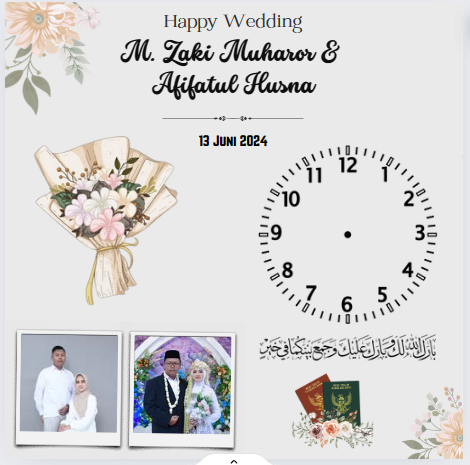 Happy Wedding
M. Zaki Muharor &
Afifatul Husna
13 JUNI 2024
12
11 1
10 2
9 3
8 4
7 5
6
بارك الله لك وبارك عليك وجمع بينكما في خير